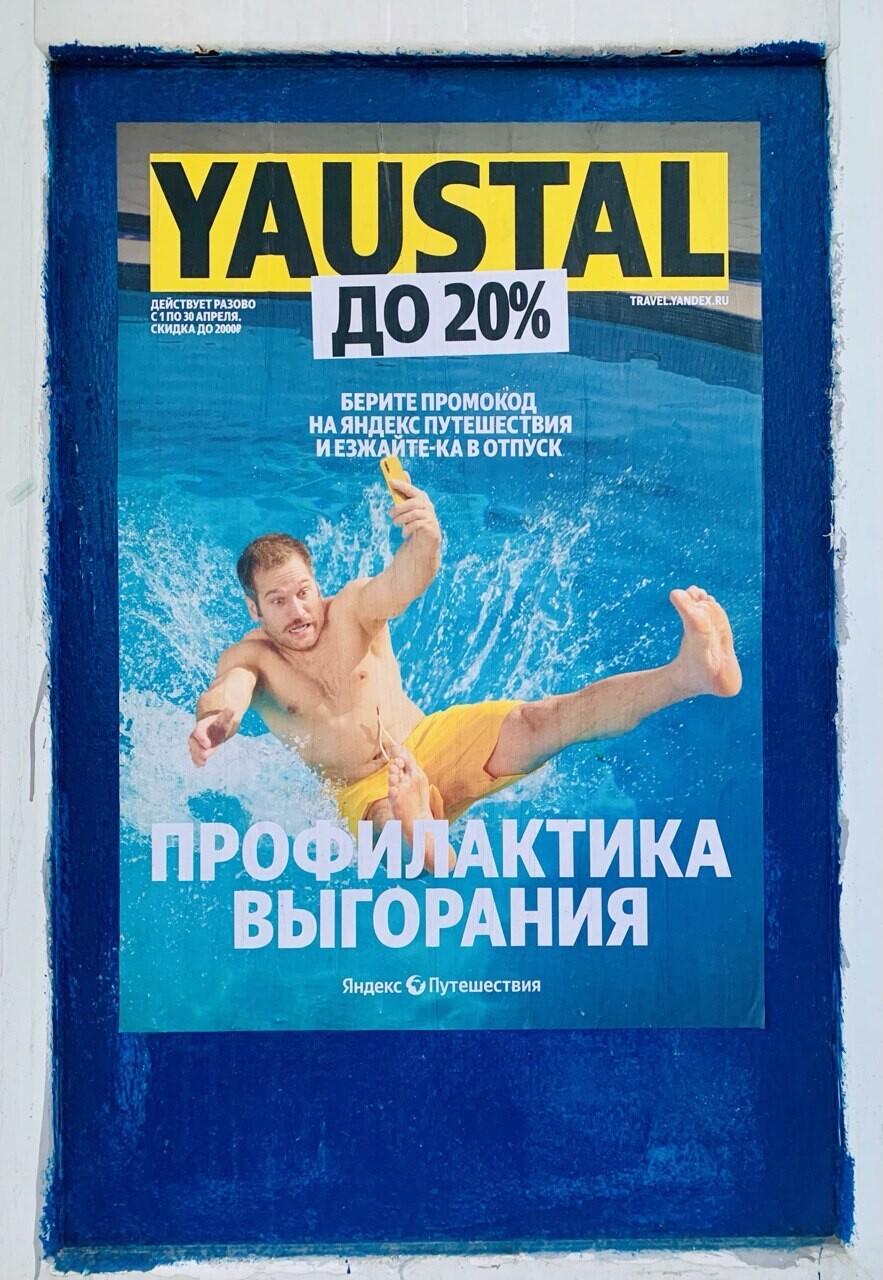 YAUSTAL
ДО 20%
ДЕЙСТВУЕТ РАЗОВО
С 1 ПО 30 АПРЕЛЯ.
СКИДКА ДО 2000₽
TRAVEL.YANDEX.RU
БЕРИТЕ ПРОМОКОД
НА ЯНДЕКС ПУТЕШЕСТВИЯ
И ЕЗЖАЙТЕ-КА В ОТПУСК
ПРОФИЛАКТИКА
ВЫГОРАНИЯ
Яндекс Путешествия